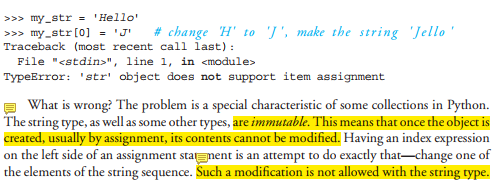 >>> my_str = 'Hello'
>>> my_str[0] = 'J'   # change 'H' to 'J', make the string 'Jello'
Traceback (most recent call last):
  File "<stdin>", line 1, in <module>
TypeError: 'str' object does not support item assignment
What is wrong? The problem is a special characteristic of some collections in Python.
The string type, as well as some other types, are immutable. This means that once the object is
created, usually by assignment, its contents cannot be modified. Having an index expression
on the left side of an assignment statement is an attempt to do exactly that—change one of
the elements of the string sequence. Such a modification is not allowed with the string type.